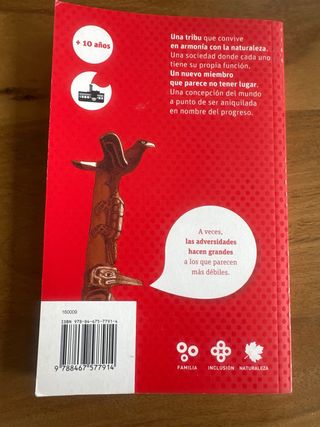 + 10 años
Una tribu que convive
en armonía con la naturaleza.
Una sociedad donde cada uno
tiene su propia función.
Un nuevo miembro
que parece no tener lugar.
Una concepción del mundo
a punto de ser aniquilada
en nombre del progreso.
A veces,
las adversidades
hacen grandes
a los que parecen
más débiles.
160009
ISBN 978-84-675-7791-4
9 788467 577914
FAMILIA
INCLUSIÓN
NATURALEZA